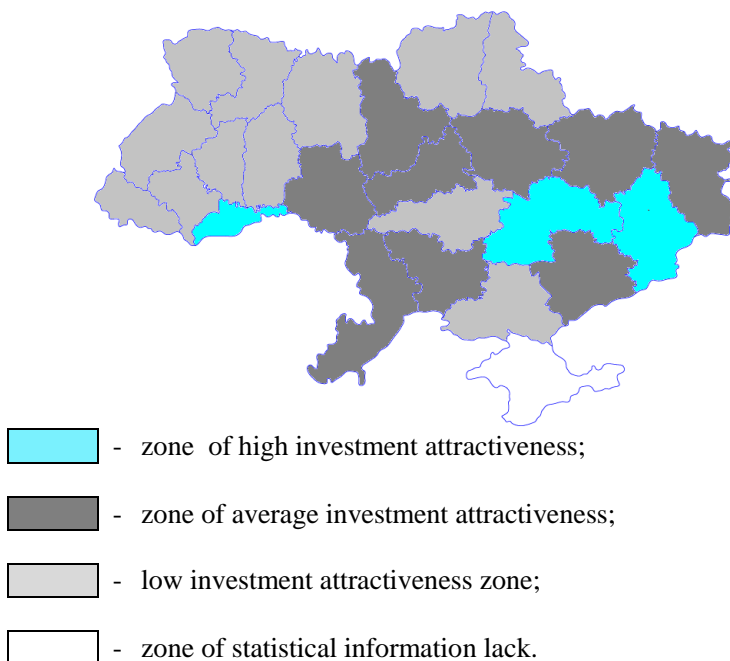 - zone of high investment attractiveness;
- zone of average investment attractiveness;
- low investment attractiveness zone;
- zone of statistical information lack.